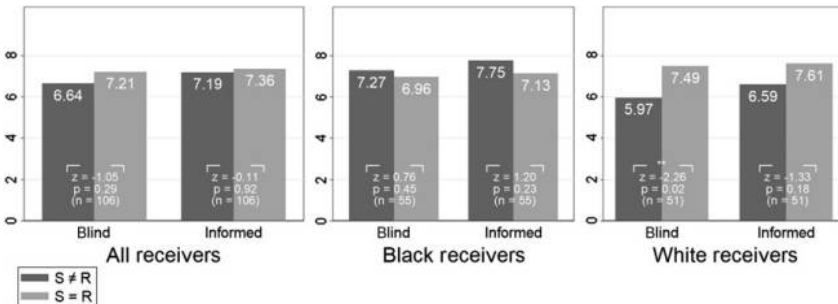 8
6
4
2
0
6.64
7.21
7.19
7.36
z = -1.05
p = 0.29
(n = 106)
z = -0.11
p = 0.92
(n = 106)
Blind
Informed
All receivers
8
6
4
2
0
7.27
6.96
7.75
7.13
z = 0.76
p = 0.45
(n = 55)
z = 1.20
p = 0.23
(n = 55)
Blind
Informed
Black receivers
8
6
4
2
0
5.97
7.49
6.59
7.61
**
z = -2.26
p = 0.02
(n = 51)
z = -1.33
p = 0.18
(n = 51)
Blind
Informed
White receivers
S ≠ R
S = R